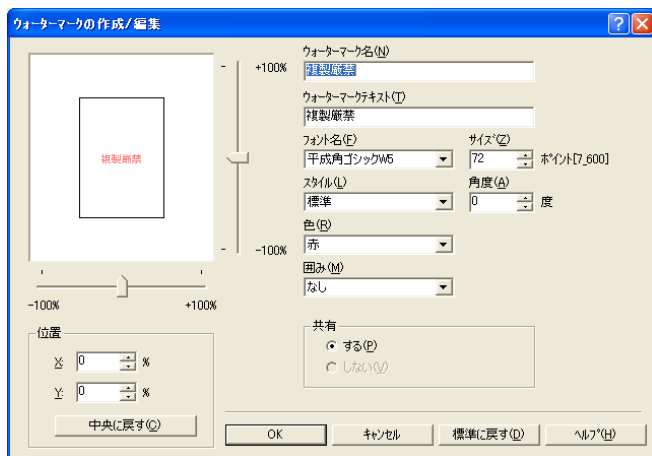 ウォーターマークの作成/編集
複製厳禁
+100%
-100%
-100%
+100%
位置
X:
0
%
Y:
0
%
中央に戻す(C)
ウォーターマーク名(N)
複製厳禁
ウォーターマークテキスト(T)
複製厳禁
フォント名(F)
サイズ(Z)
平成角ゴシックW5
72
ポイント[7_600]
スタイル(L)
角度(A)
標準
0
度
色(R)
赤
囲み(M)
なし
共有
する(P)
しない(V)
OK
キャンセル
標準に戻す(D)
ヘルプ(H)